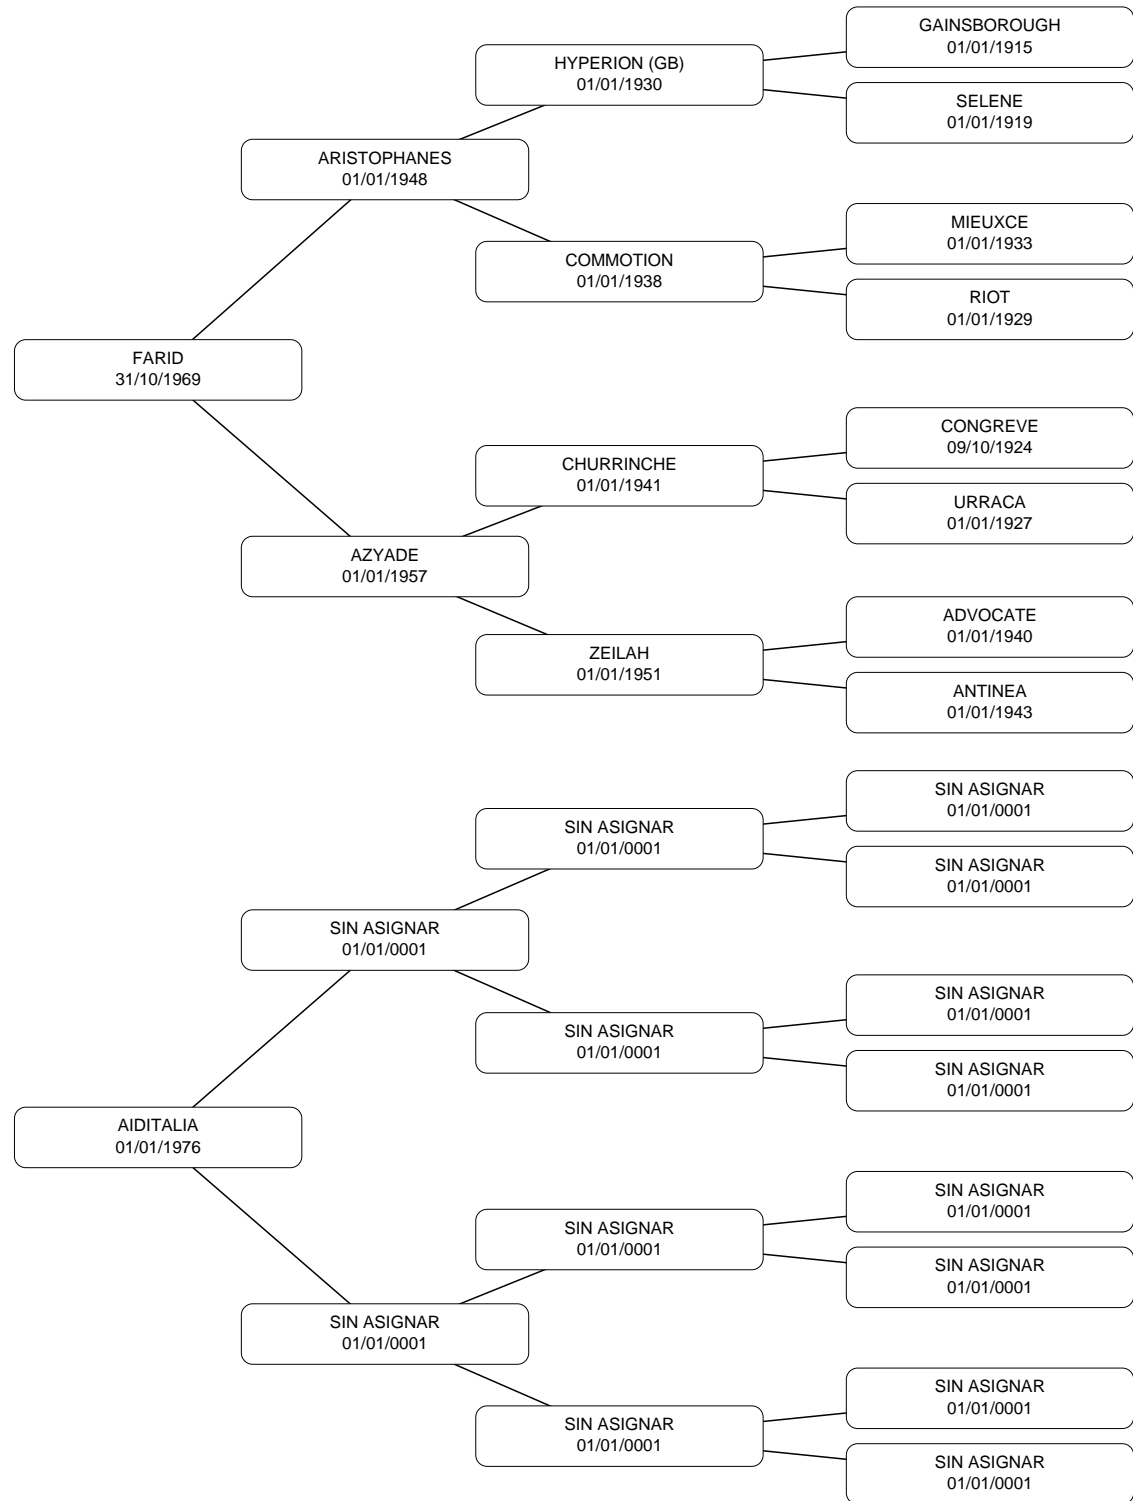 GAINSBOROUGH
01/01/1915
HYPERION (GB)
01/01/1930
SELENE
01/01/1919
ARISTOPHANES
01/01/1948
MIEUXCE
01/01/1933
COMMOTION
01/01/1938
RIOT
01/01/1929
FARID
31/10/1969
CONGREVE
09/10/1924
CHURRINCHE
01/01/1941
URRACA
01/01/1927
AZYADE
01/01/1957
ADVOCATE
01/01/1940
ZEILAH
01/01/1951
ANTINEA
01/01/1943
SIN ASIGNAR
01/01/0001
SIN ASIGNAR
01/01/0001
SIN ASIGNAR
01/01/0001
SIN ASIGNAR
01/01/0001
SIN ASIGNAR
01/01/0001
SIN ASIGNAR
01/01/0001
SIN ASIGNAR
01/01/0001
AIDITALIA
01/01/1976
SIN ASIGNAR
01/01/0001
SIN ASIGNAR
01/01/0001
SIN ASIGNAR
01/01/0001
SIN ASIGNAR
01/01/0001
SIN ASIGNAR
01/01/0001
SIN ASIGNAR
01/01/0001
SIN ASIGNAR
01/01/0001